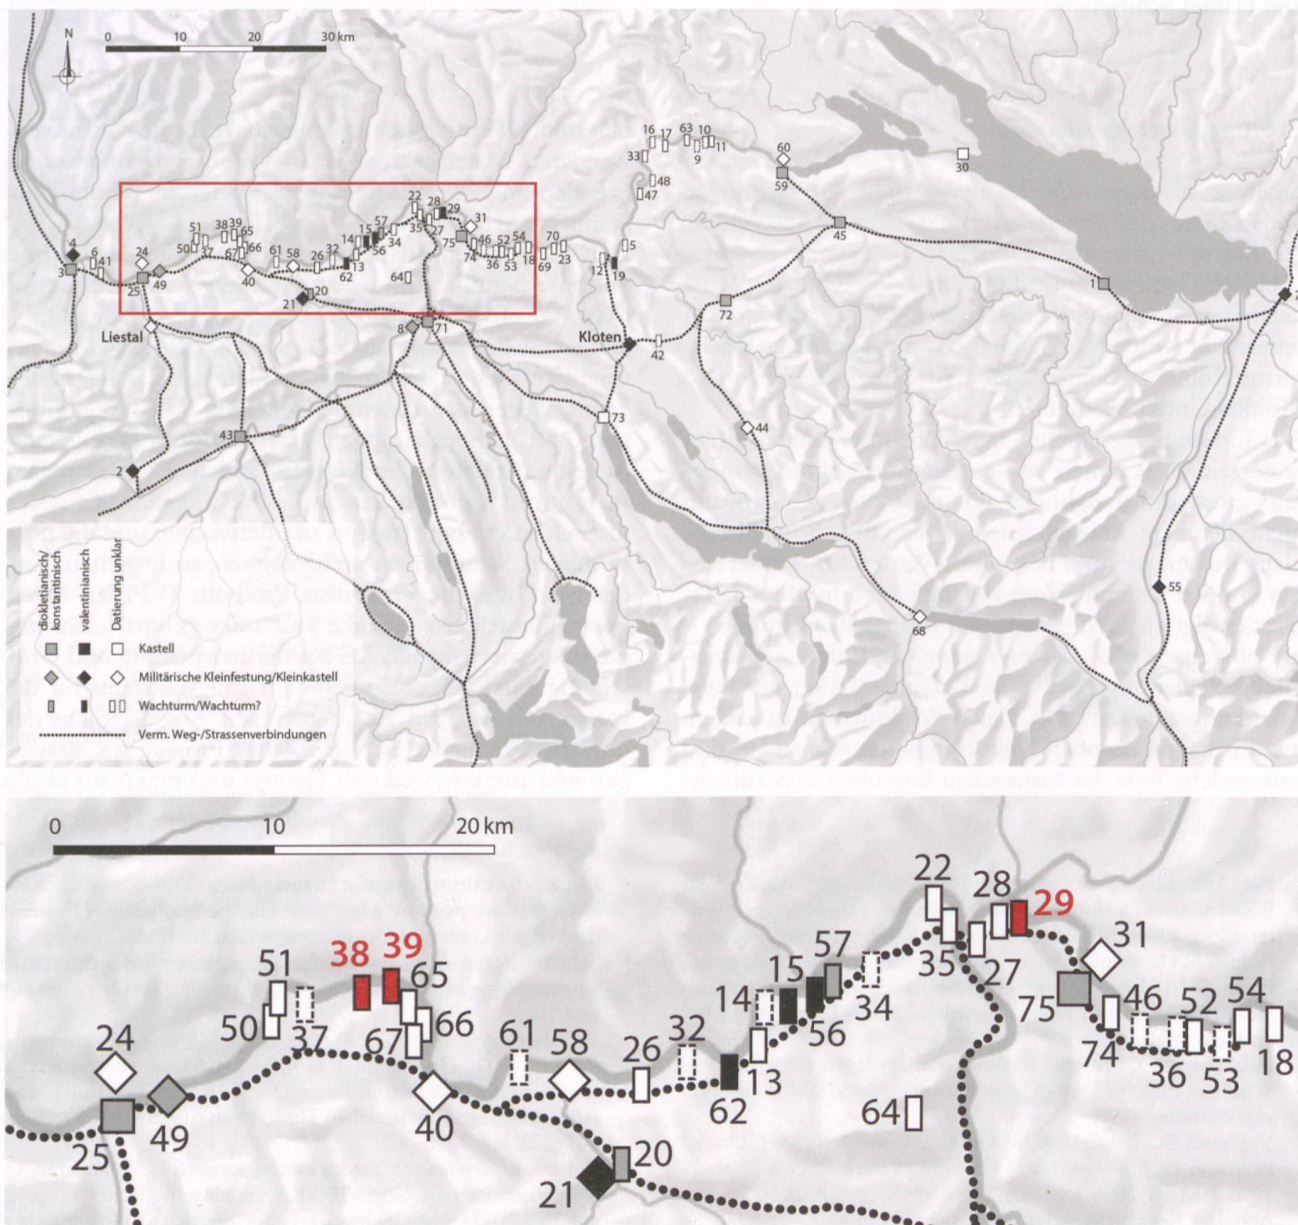 N
0 10 20 30 km
16 17 63 10
33 9 11
48
47
60
59
30
45
1
7
22 28 29
51 38 39 65
57 27 31
50 66
67
14 15 34 35
56
75 46 52 54 70
74 36 53 18 69 23
5
12 19
4
3 6 41
24
25 49
61 58 26 32
40 62 13
64
21 20
8 71
Liestal
Kloten
42
72
73
44
43
2
55
68
diokletianisch/
konstantinisch
valentinianisch
Datierung unklar
Kastell
Militärische Kleinfestung/Kleinkastell
Wachturm/Wachturm?
Verm. Weg-/Strassenverbindungen
0 10 20 km
22 28 29
31
51 38 39 65
15 57
35 27
14 34
75 46 52 54
50 37 67 66
56
24 61 58 26 32
13
74 36 53 18
62
64
25 49 40
21 20